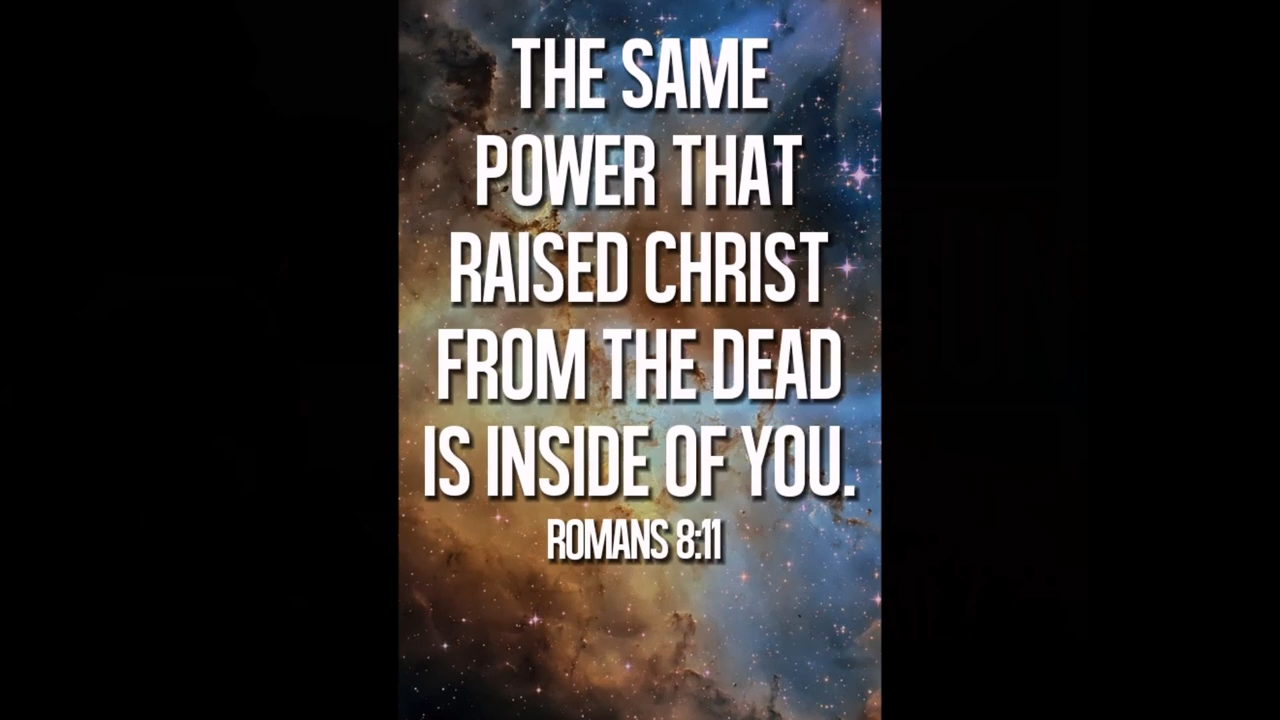 THE SAME
POWER THAT
RAISED CHRIST
FROM THE DEAD
IS INSIDE OF YOU.
ROMANS 8:11